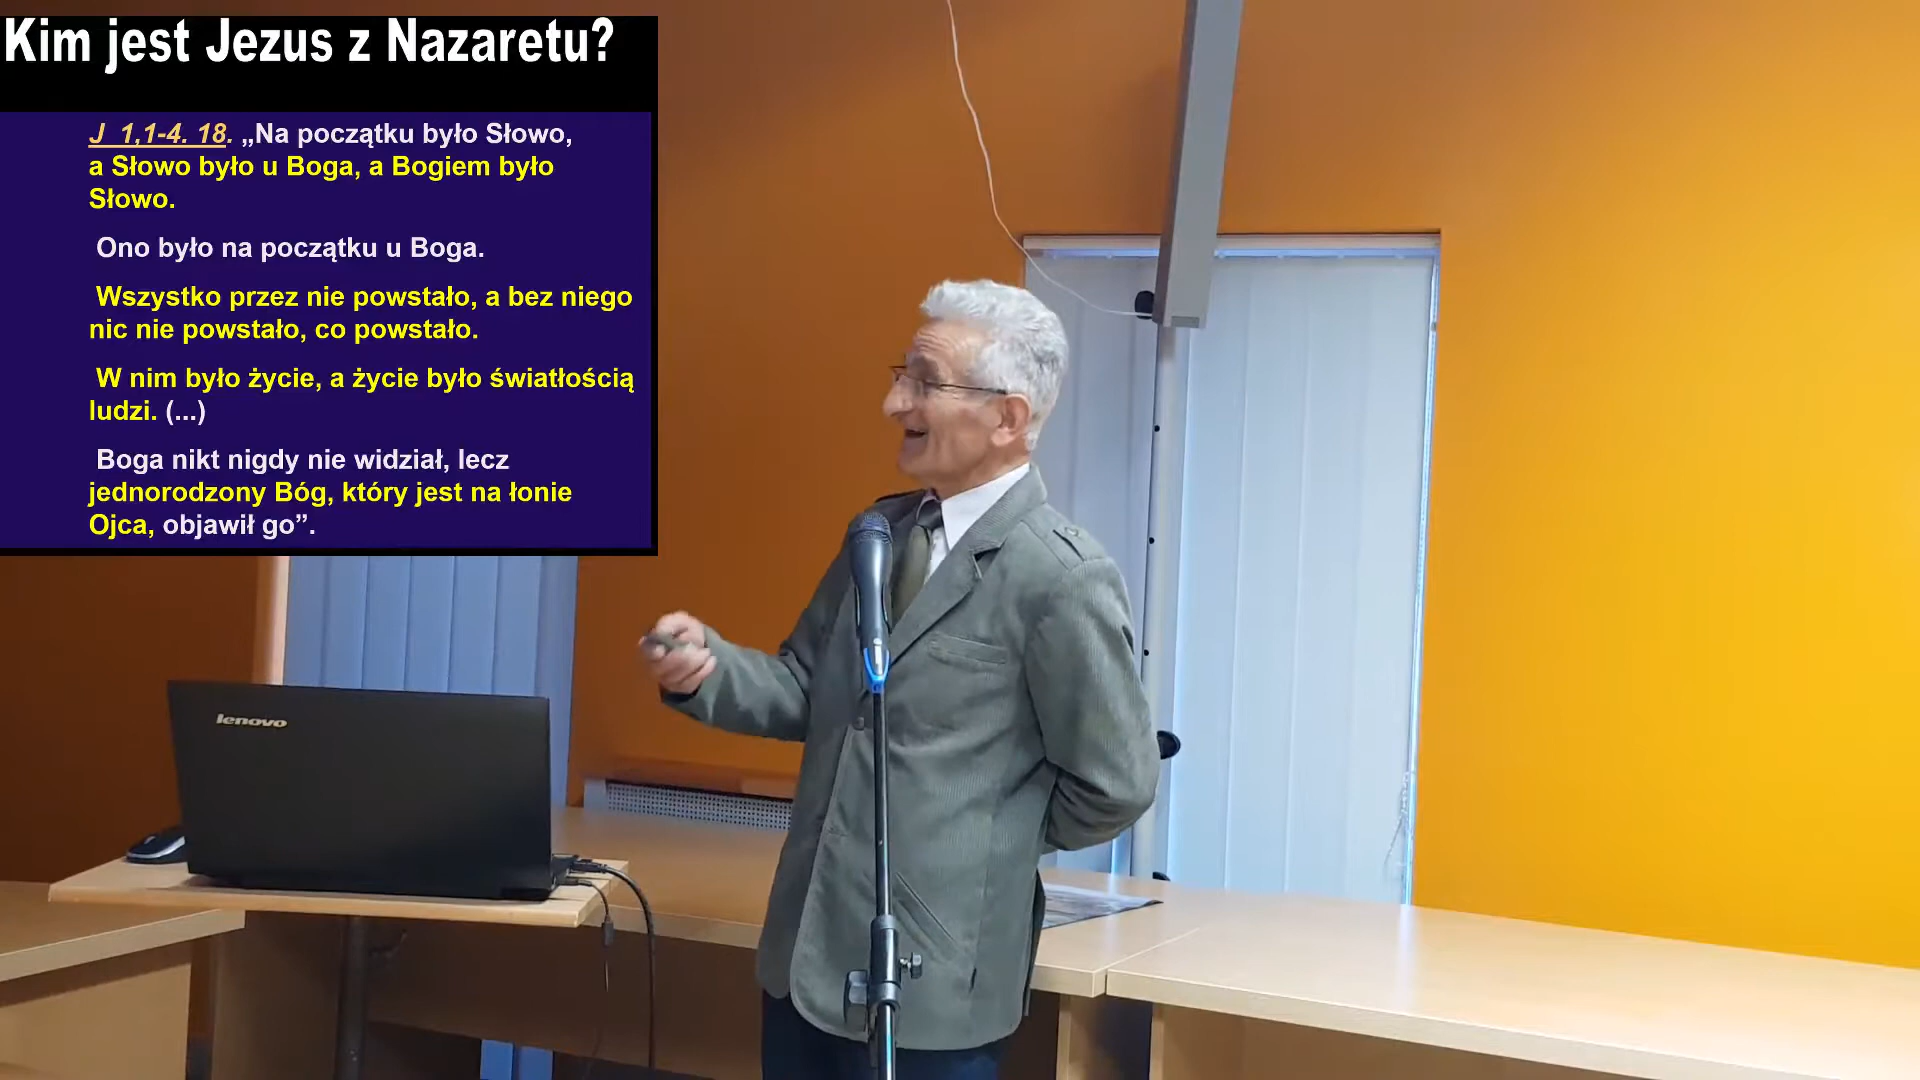 Kim jest Jezus z Nazaretu?
J 1,1-4. 18. „Na początku było Słowo,
a Słowo było u Boga, a Bogiem było
Słowo.
Ono było na początku u Boga.
Wszystko przez nie powstało, a bez niego
nic nie powstało, co powstało.
W nim było życie, a życie było światłością
ludzi. (...)
Boga nikt nigdy nie widział, lecz
jednorodzony Bóg, który jest na łonie
Ojca, objawił go”.
lenovo